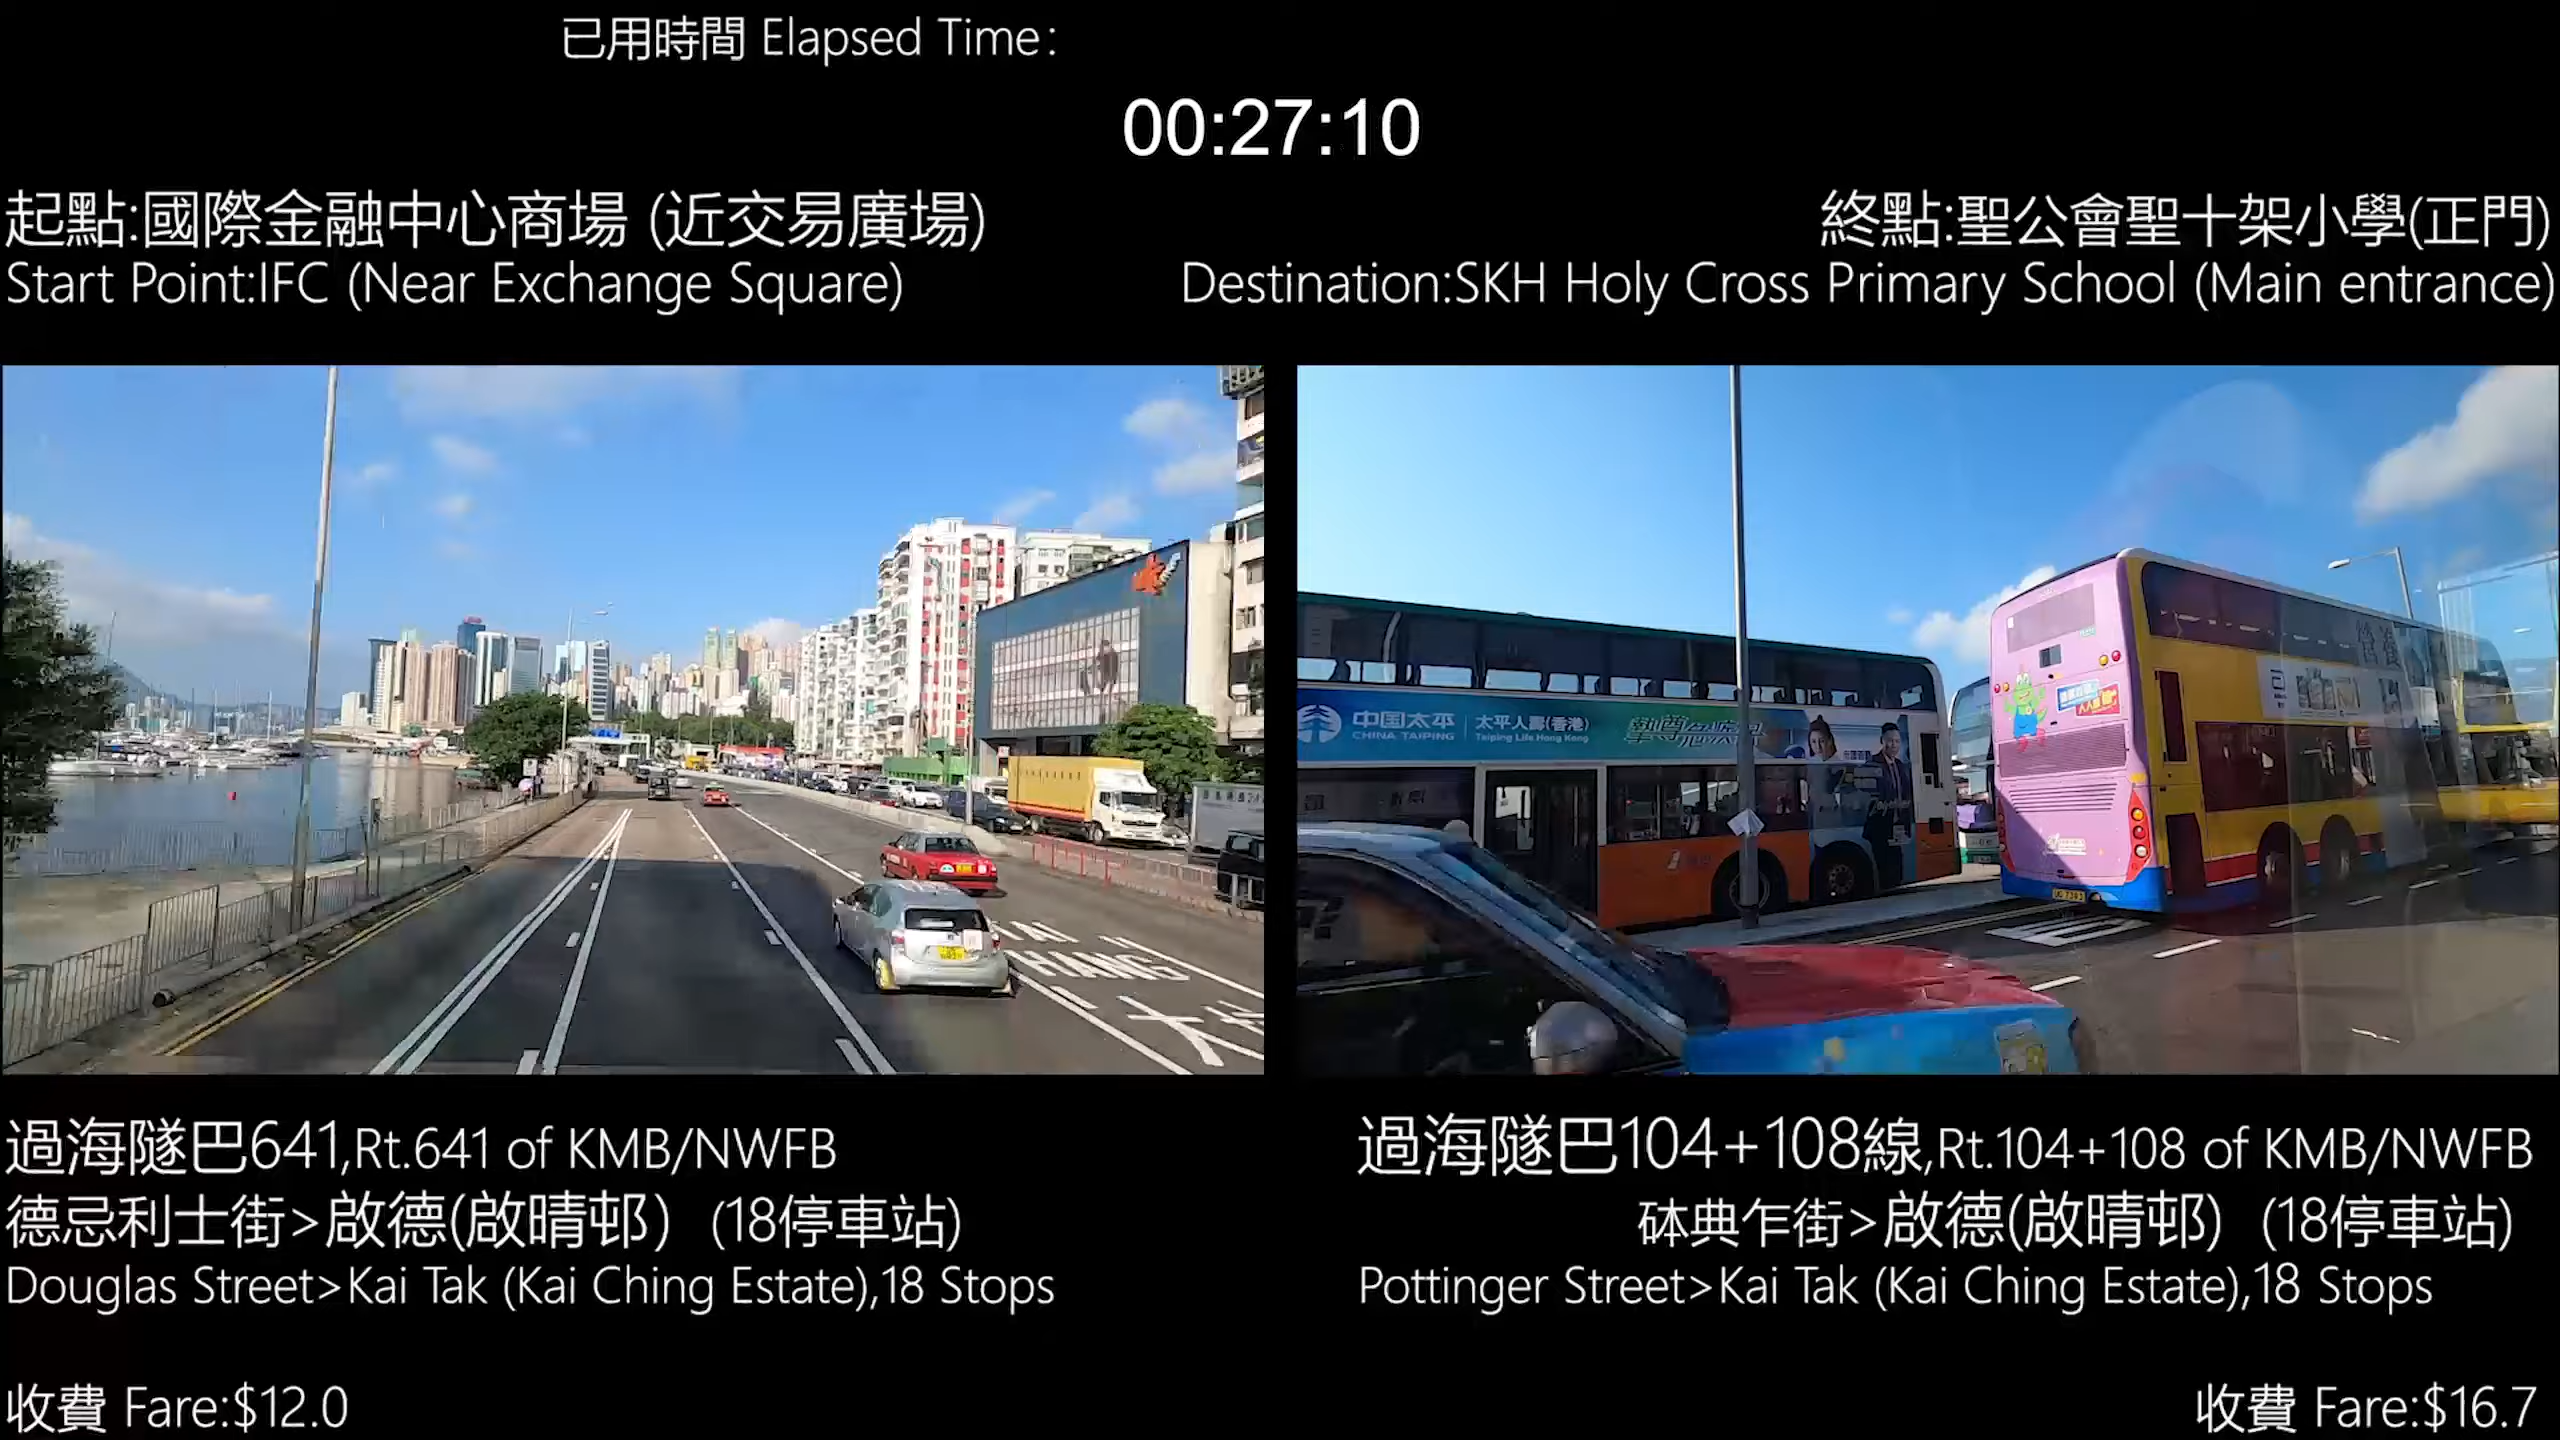 已用時間 Elapsed Time:
00:27:10
起點:國際金融中心商場 (近交易廣場)
Start Point:IFC (Near Exchange Square)
終點:聖公會聖十架小學(正門)
Destination:SKH Holy Cross Primary School (Main entrance)
HANG
中国太平
CHINA TAIPING
太平人壽(香港)
Taiping Life Hong Kong
過海隧巴641,Rt.641 of KMB/NWFB
德忌利士街>啟德(啟晴邨) (18停車站)
Douglas Street>Kai Tak (Kai Ching Estate),18 Stops
收費 Fare:$12.0
過海隧巴104+108線,Rt.104+108 of KMB/NWFB
砵典乍街>啟德(啟晴邨) (18停車站)
Pottinger Street>Kai Tak (Kai Ching Estate),18 Stops
收費 Fare:$16.7